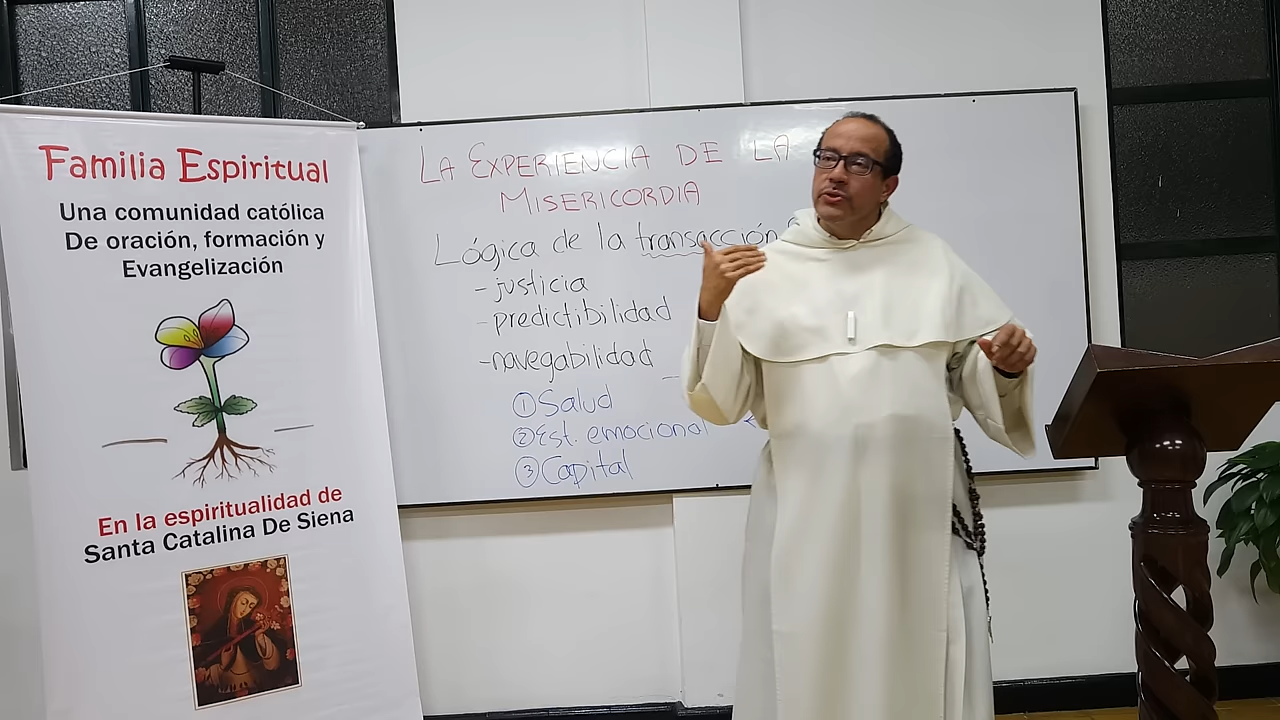 Familia Espiritual
Una comunidad católica
De oración, formación y
Evangelización
En la espiritualidad de
Santa Catalina De Siena
LA EXPERIENCIA DE LA
MISERICORDIA
Lógica de la transacción
-justicia
-predictibilidad
-navegabilidad
①Salud
②Est. emocional
③Capital